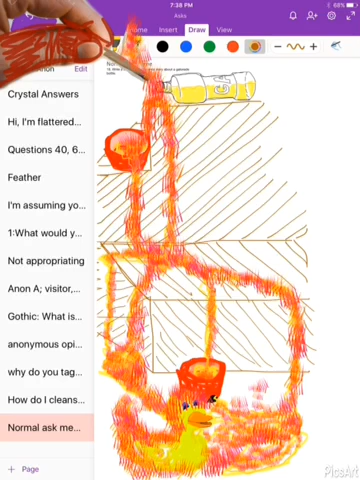 7:38 PM
88%
Asks
Home
Insert
Draw
View
Edit
Crystal Answers
Hi, I'm flattered...
Questions 40, 6...
Feather
I'm assuming yo...
1:What would y...
Not appropriating
Anon A; visitor,...
Gothic: What is...
anonymous opi...
why do you tag...
How do I cleans...
Normal ask me...
+ Page
PicsArt